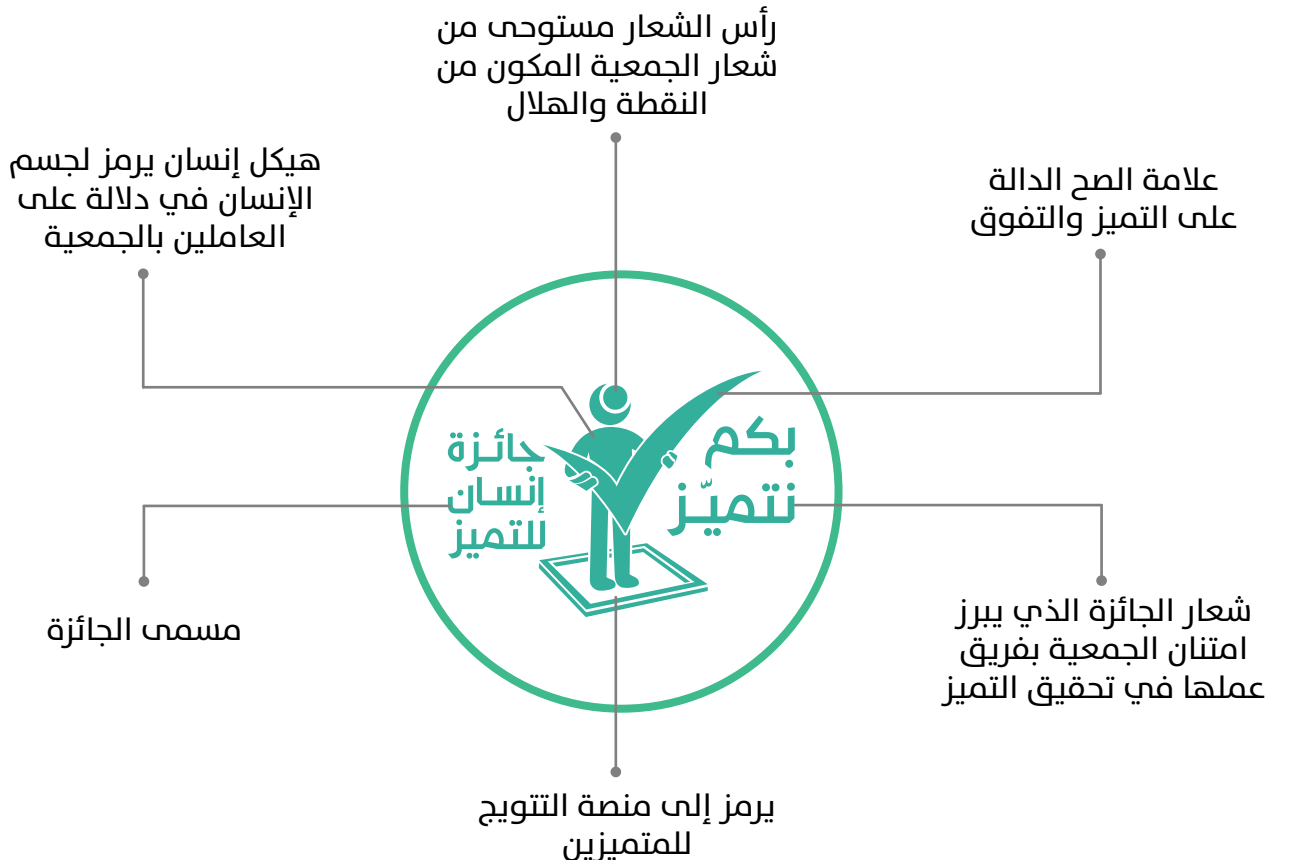 رأس الشعار مستوحى من
شعار الجمعية المكون من
النقطة والهلال
علامة الصح الدالة
على التميز والتفوق
هيكل إنسان يرمز لجسم
الإنسان في دلالة على
العاملين بالجمعية
بكم
نتميّز
جائزة
إنسان
للتميز
شعار الجائزة الذي يبرز
امتنان الجمعية بفريق
عملها في تحقيق التميز
مسمى الجائزة
يرمز إلى منصة التتويج
للمتميزين